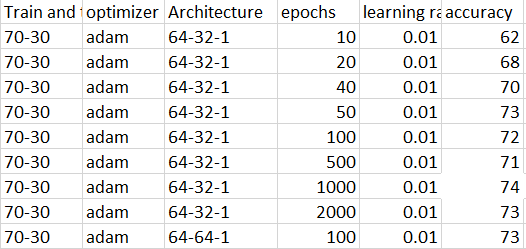 Train and optimizer Architecture epochs learning ra accuracy
70-30 adam 64-32-1 10 0.01 62
70-30 adam 64-32-1 20 0.01 68
70-30 adam 64-32-1 40 0.01 70
70-30 adam 64-32-1 50 0.01 73
70-30 adam 64-32-1 100 0.01 72
70-30 adam 64-32-1 500 0.01 71
70-30 adam 64-32-1 1000 0.01 74
70-30 adam 64-32-1 2000 0.01 73
70-30 adam 64-64-1 100 0.01 73